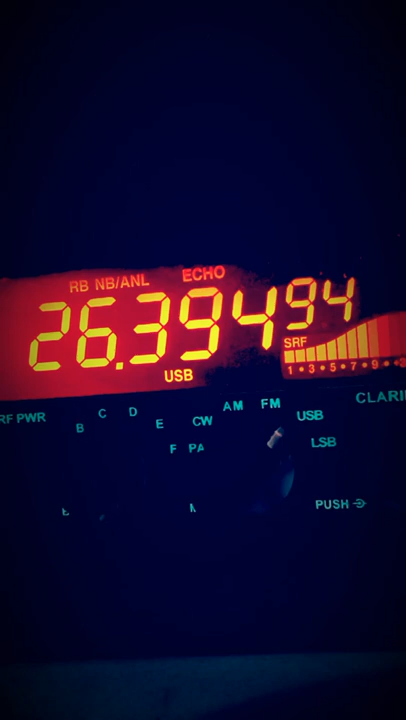 RB NB/ANL ECHO
26.39494
SRF
1 • 3 • 5 • 7 • 9 •
USB
RF PWR B C D E F
CW PA AM FM USB LSB
PUSH